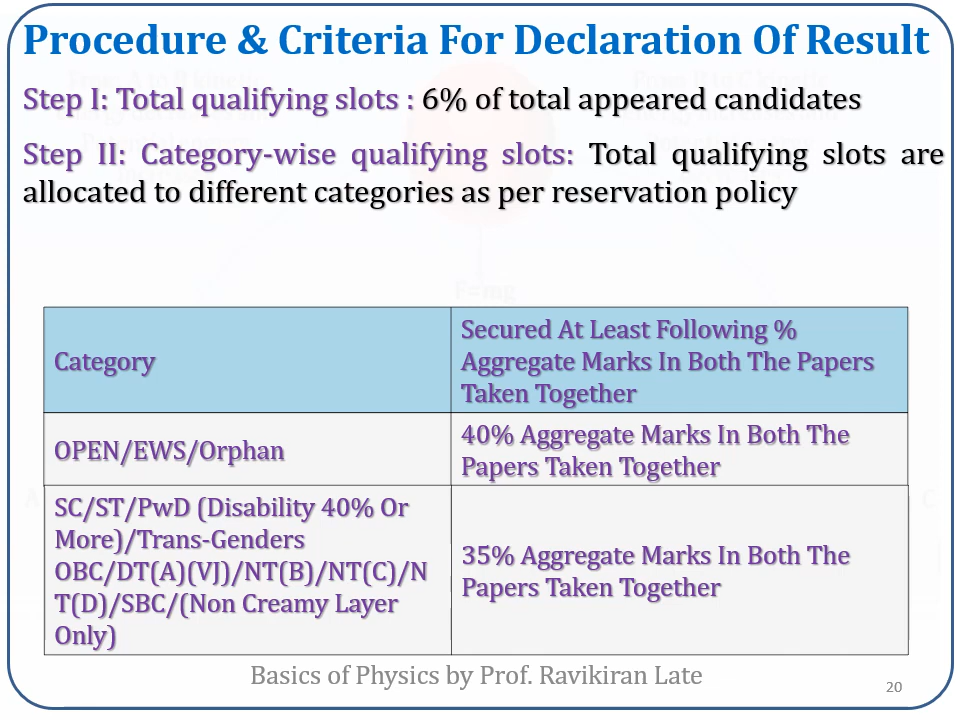 Procedure & Criteria For Declaration Of Result
Step I: Total qualifying slots : 6% of total appeared candidates
Step II: Category-wise qualifying slots: Total qualifying slots are
allocated to different categories as per reservation policy
F=mg
Category
Secured At Least Following %
Aggregate Marks In Both The Papers
Taken Together
OPEN/EWS/Orphan
40% Aggregate Marks In Both The
Papers Taken Together
SC/ST/PwD (Disability 40% Or
More)/Trans-Genders
OBC/DT(A)(VJ)/NT(B)/NT(C)/N
T(D)/SBC/(Non Creamy Layer
Only)
35% Aggregate Marks In Both The
Papers Taken Together
A
C
Basics of Physics by Prof. Ravikiran Late
20